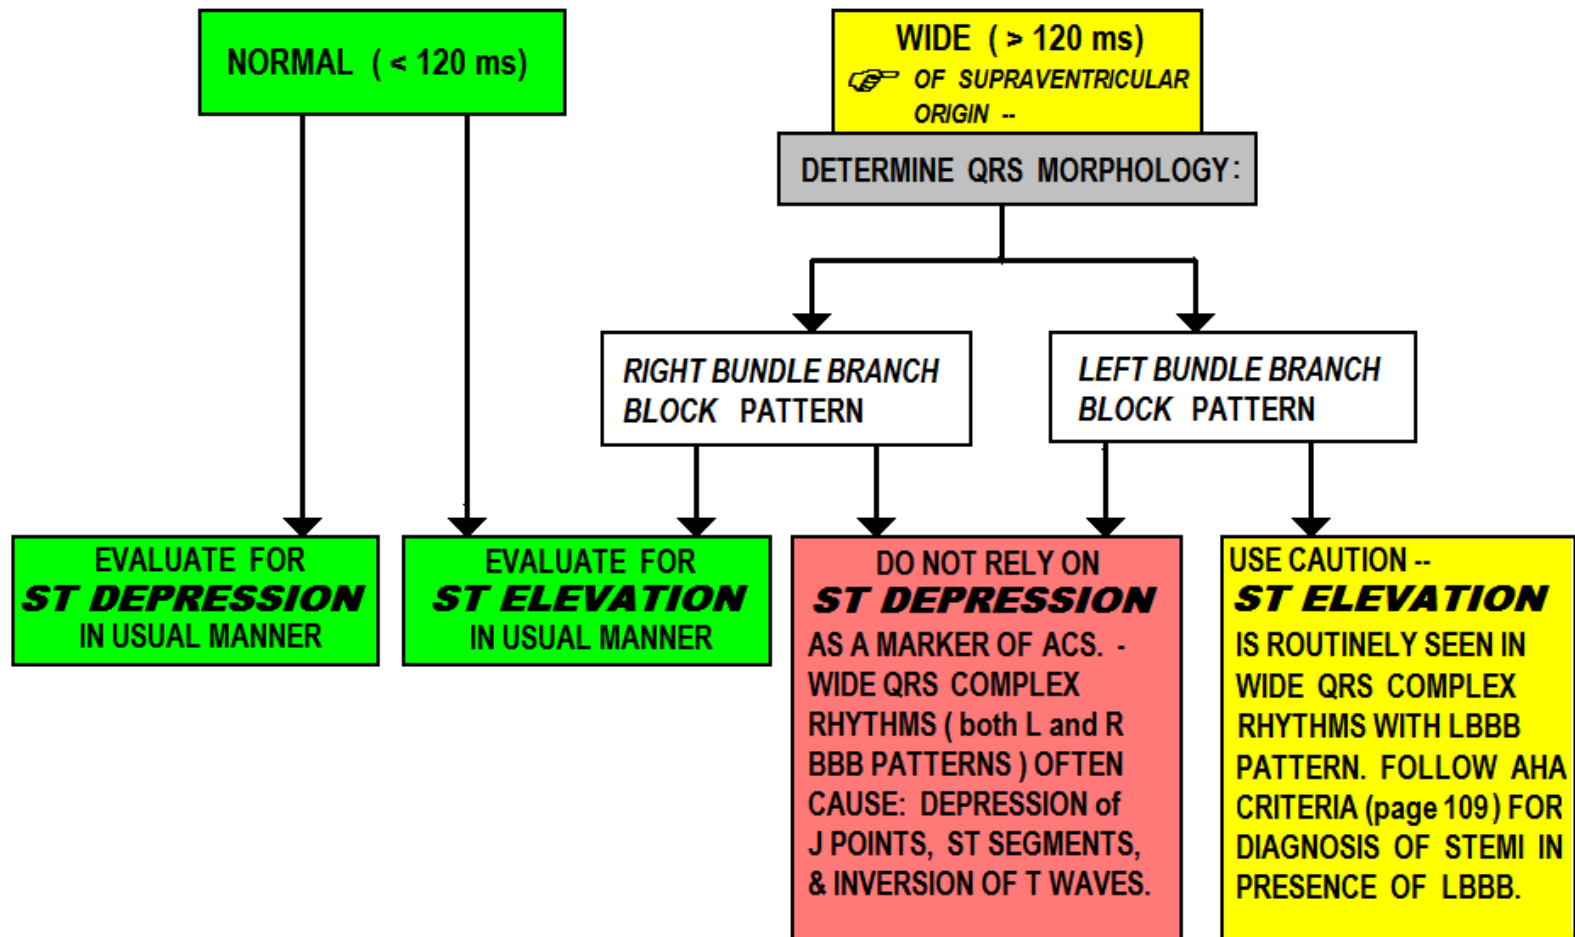 NORMAL ( < 120 ms)
WIDE ( > 120 ms)
☞ OF SUPRAVENTRICULAR
ORIGIN --
DETERMINE QRS MORPHOLOGY:
RIGHT BUNDLE BRANCH
BLOCK PATTERN
LEFT BUNDLE BRANCH
BLOCK PATTERN
EVALUATE FOR
ST DEPRESSION
IN USUAL MANNER
EVALUATE FOR
ST ELEVATION
IN USUAL MANNER
DO NOT RELY ON
ST DEPRESSION
AS A MARKER OF ACS. -
WIDE QRS COMPLEX
RHYTHMS ( both L and R
BBB PATTERNS ) OFTEN
CAUSE: DEPRESSION of
J POINTS, ST SEGMENTS,
& INVERSION OF T WAVES.
USE CAUTION --
ST ELEVATION
IS ROUTINELY SEEN IN
WIDE QRS COMPLEX
RHYTHMS WITH LBBB
PATTERN. FOLLOW AHA
CRITERIA (page 109) FOR
DIAGNOSIS OF STEMI IN
PRESENCE OF LBBB.